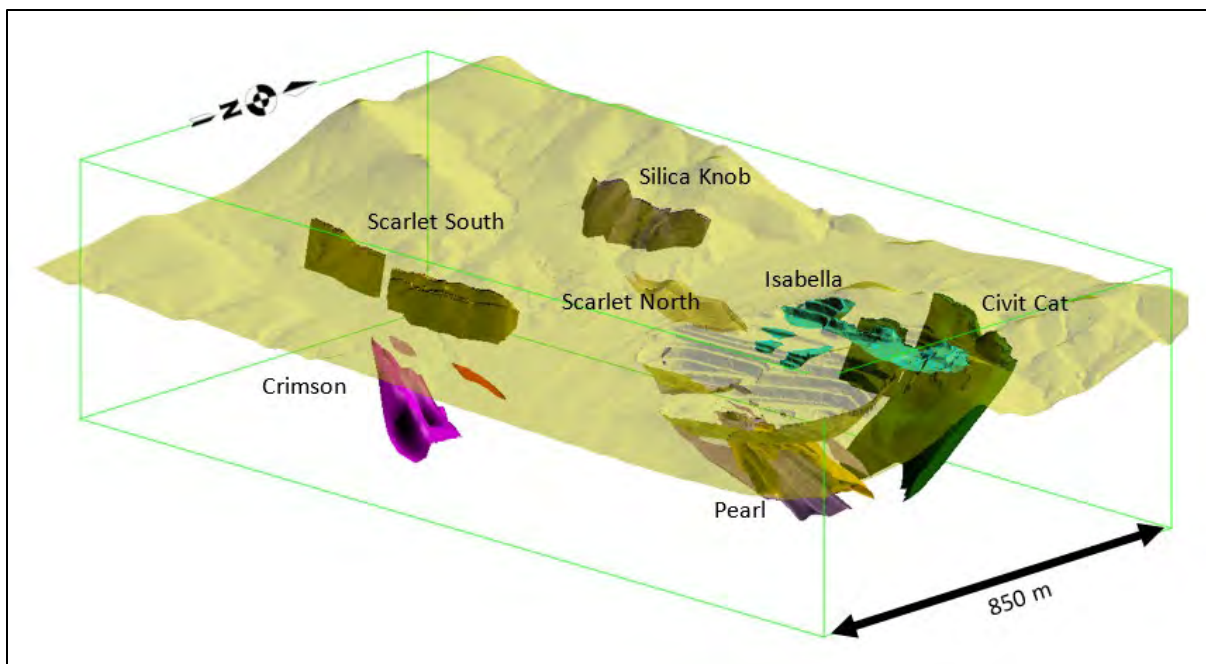 N
Silica Knob
Scarlet South
Isabella
Scarlet North
Civit Cat
Crimson
Pearl
850 m